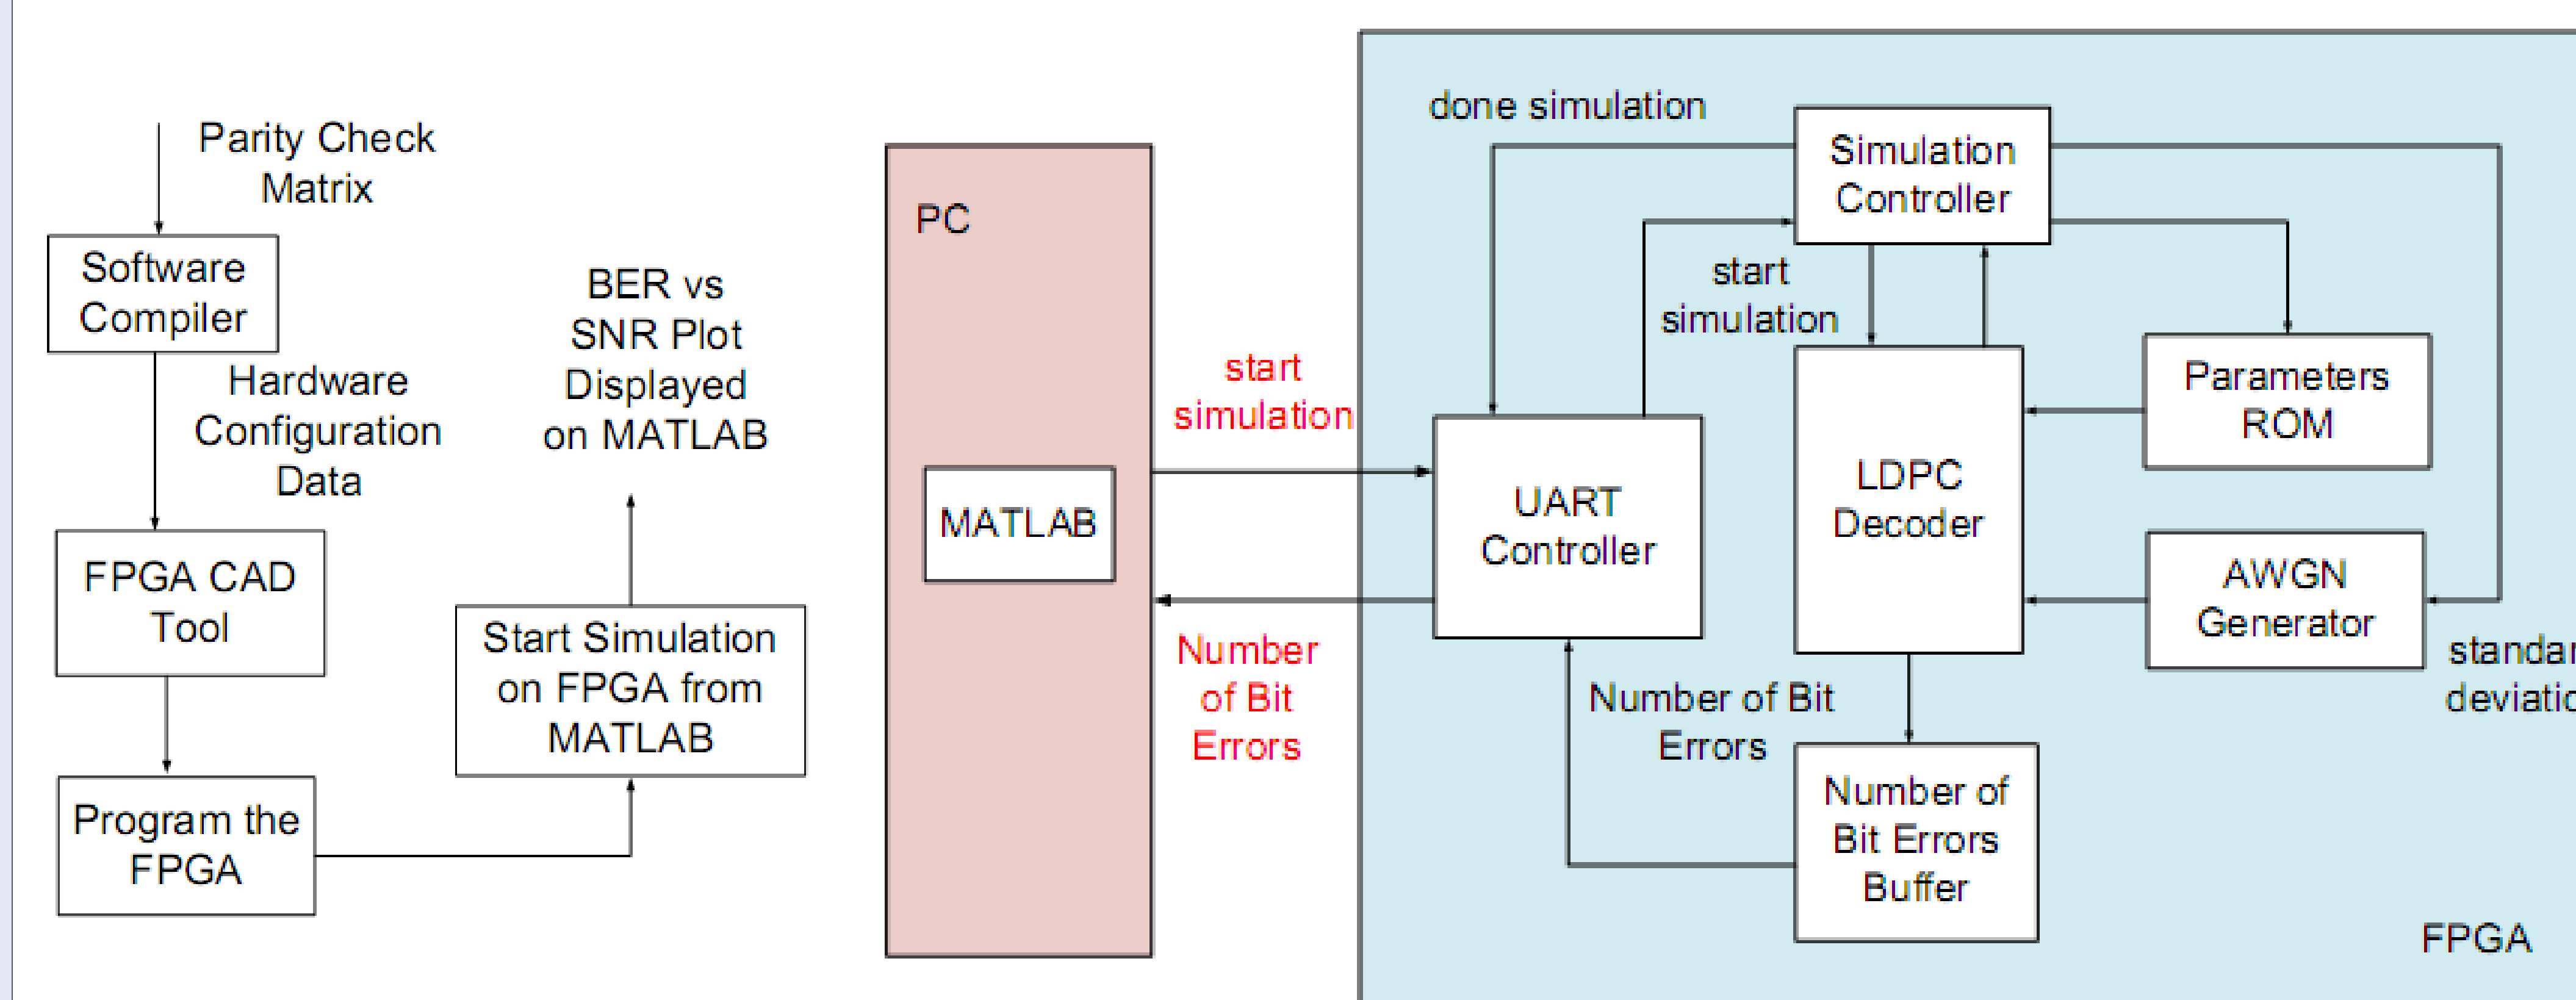 Parity Check
Matrix
Software
Compiler
Hardware
Configuration
Data
FPGA CAD
Tool
Program the
FPGA
BER vs
SNR Plot
Displayed
on MATLAB
Start Simulation
on FPGA from
MATLAB
PC
MATLAB
start
simulation
Number
of Bit
Errors
done simulation
Simulation
Controller
start
simulation
UART
Controller
LDPC
Decoder
Parameters
ROM
AWGN
Generator
Number of Bit
Errors
Number of
Bit Errors
Buffer
FPGA